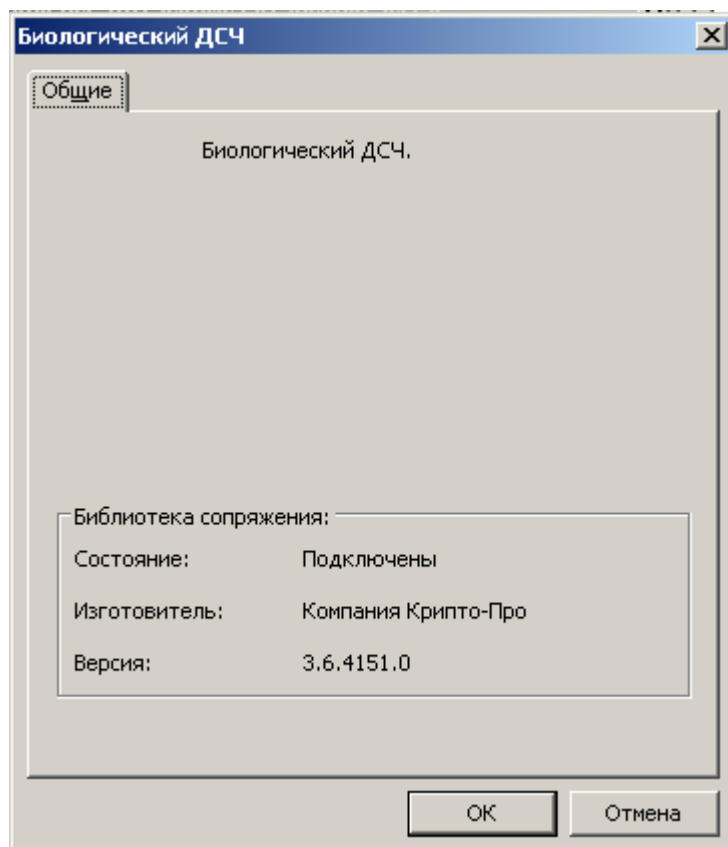 Биологический ДСЧ
Общие
Биологический ДСЧ.
Библиотека сопряжения:
Состояние: Подключены
Изготовитель: Компания Крипто-Про
Версия: 3.6.4151.0
ОК Отмена